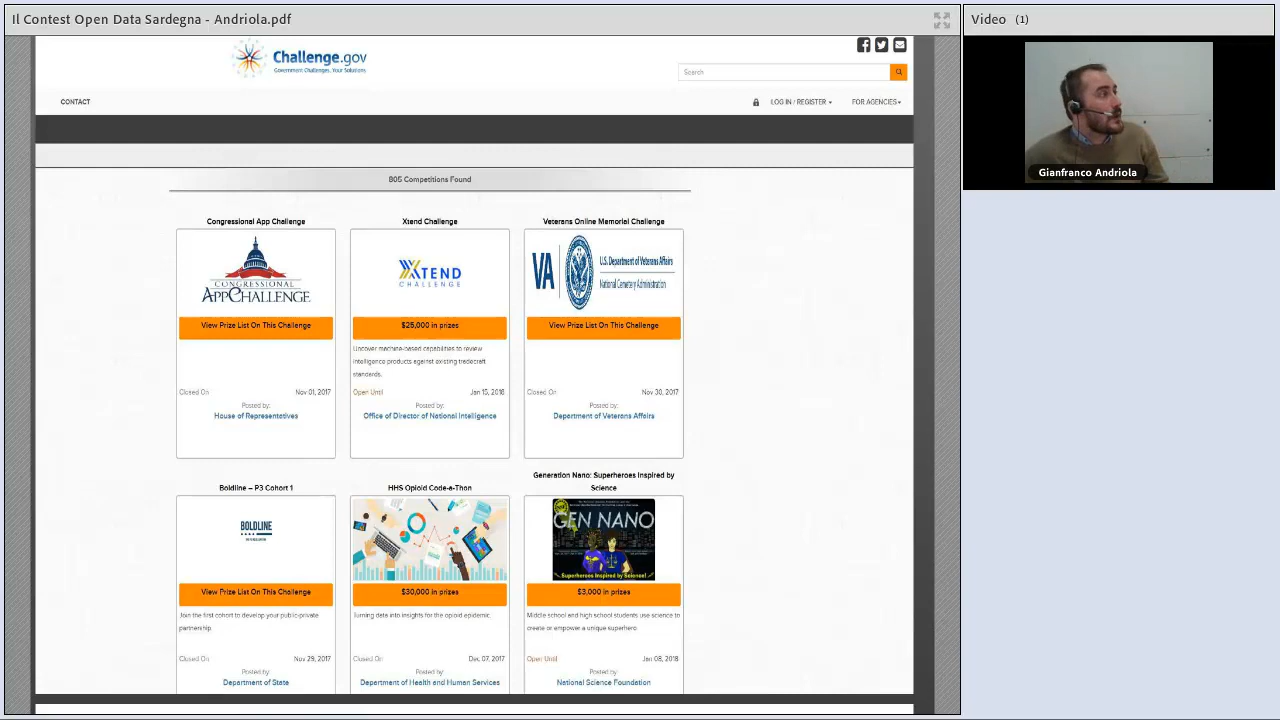 Il Contest Open Data Sardegna - Andriola.pdf
Video (1)
Challenge.gov
Government Challenges, Your Solutions
Search
CONTACT
LOG IN / REGISTER
FOR AGENCIES
Gianfranco Andriola
805 Competitions Found
Congressional App Challenge
CONGRESSIONAL
APPCHALLENGE
View Prize List On This Challenge
Closed On Nov 01, 2017
Posted by:
House of Representatives
Xtend Challenge
XTEND
CHALLENGE
$25,000 in prizes
Uncover machine-based capabilities to review
intelligence products against existing tradecraft
standards.
Open Until Jan 15, 2018
Posted by:
Office of Director of National Intelligence
Veterans Online Memorial Challenge
VA
U.S. Department of Veterans Affairs
National Cemetery Administration
View Prize List On This Challenge
Closed On Nov 30, 2017
Posted by:
Department of Veterans Affairs
Boldline – P3 Cohort 1
BOLDLINE
View Prize List On This Challenge
Join the first cohort to develop your public-private
partnership.
Closed On Nov 29, 2017
Posted by:
Department of State
HHS Opioid Code-a-Thon
$30,000 in prizes
Turning data into insights for the opioid epidemic.
Closed On Dec 07, 2017
Posted by:
Department of Health and Human Services
Generation Nano: Superheroes Inspired by
Science
GEN NANO
Superheroes Inspired by Science!
$3,000 in prizes
Middle school and high school students use science to
create or empower a unique superhero
Open Until Jan 08, 2018
Posted by:
National Science Foundation